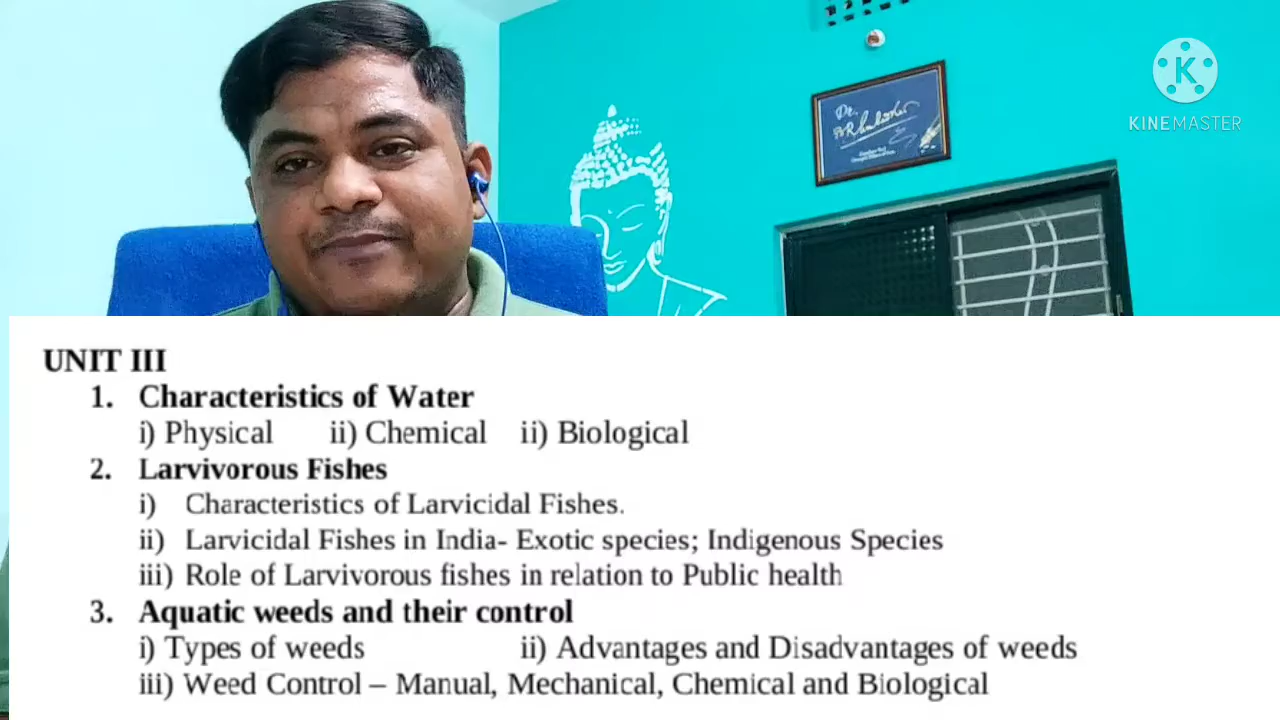 Dr.
KINEMASTER
UNIT III
1. Characteristics of Water
i) Physical ii) Chemical ii) Biological
2. Larvivorous Fishes
i) Characteristics of Larvicidal Fishes.
ii) Larvicidal Fishes in India- Exotic species; Indigenous Species
iii) Role of Larvivorous fishes in relation to Public health
3. Aquatic weeds and their control
i) Types of weeds ii) Advantages and Disadvantages of weeds
iii) Weed Control – Manual, Mechanical, Chemical and Biological